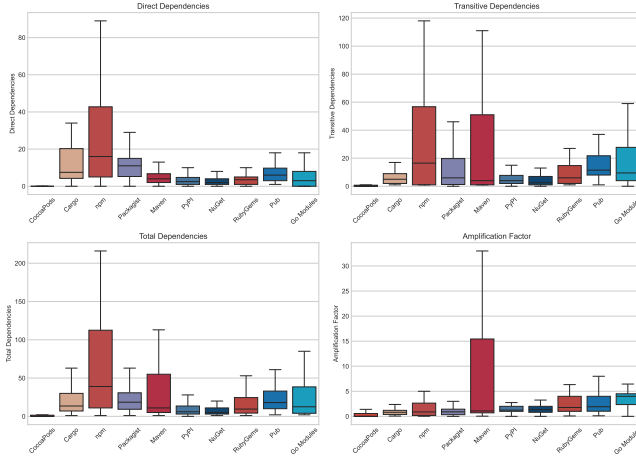 Direct Dependencies
Direct Dependencies
80
60
40
20
0
CocoaPods
Cargo
npm
Packagist
Maven
PyPI
NuGet
RubyGems
Pub
Go Modules
Transitive Dependencies
Transitive Dependencies
120
100
80
60
40
20
0
CocoaPods
Cargo
npm
Packagist
Maven
PyPI
NuGet
RubyGems
Pub
Go Modules
Total Dependencies
Total Dependencies
200
150
100
50
0
CocoaPods
Cargo
npm
Packagist
Maven
PyPI
NuGet
RubyGems
Pub
Go Modules
Amplification Factor
Amplification Factor
30
25
20
15
10
5
0
CocoaPods
Cargo
npm
Packagist
Maven
PyPI
NuGet
RubyGems
Pub
Go Modules